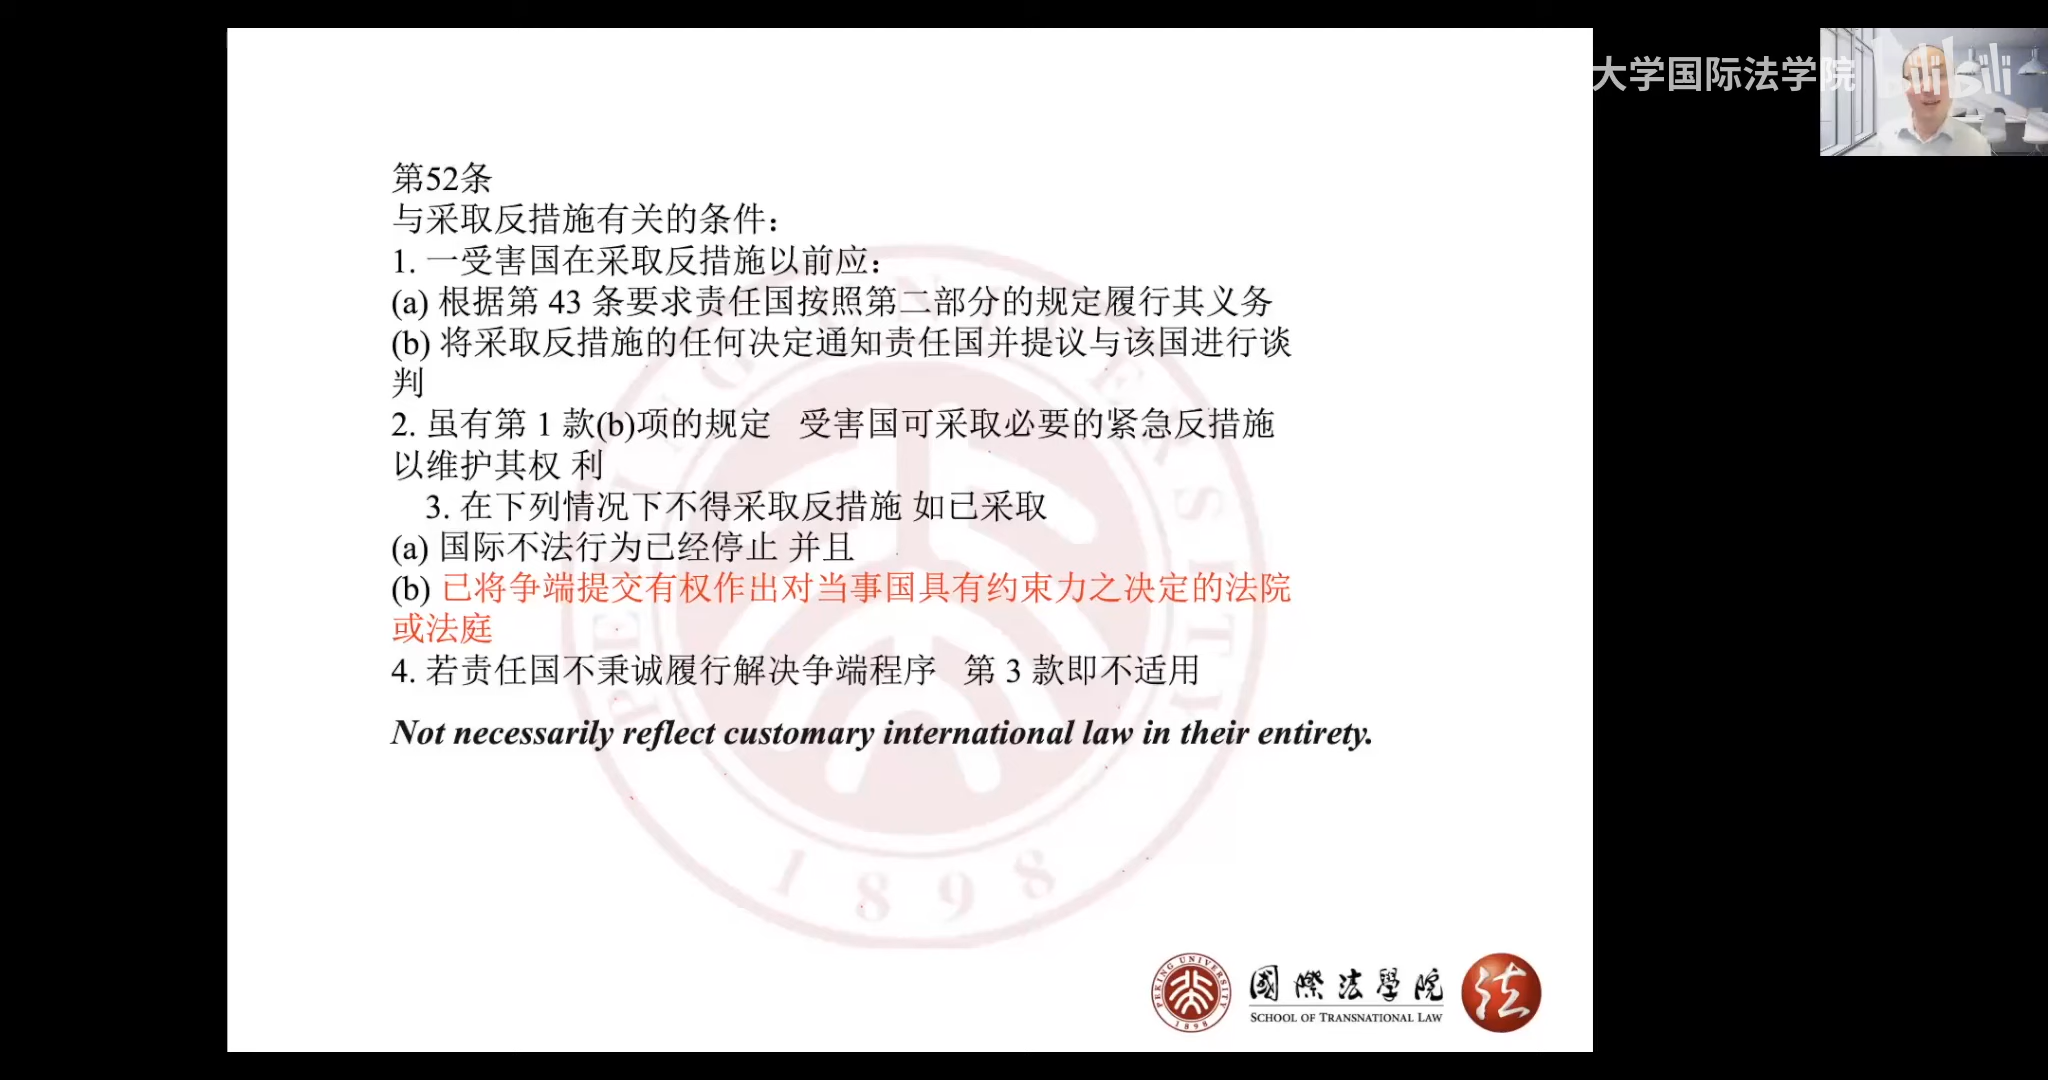 大学国际法学院
bilibili
第52条
与采取反措施有关的条件：
1. 一受害国在采取反措施以前应：
(a) 根据第 43 条要求责任国按照第二部分的规定履行其义务
(b) 将采取反措施的任何决定通知责任国并提议与该国进行谈
判
2. 虽有第 1 款(b)项的规定 受害国可采取必要的紧急反措施
以维护其权 利
3. 在下列情况下不得采取反措施 如已采取
(a) 国际不法行为已经停止 并且
(b) 已将争端提交有权作出对当事国具有约束力之决定的法院
或法庭
4. 若责任国不秉诚履行解决争端程序 第 3 款即不适用
Not necessarily reflect customary international law in their entirety.
PEKING UNIVERSITY
1898
PEKING UNIVERSITY
1898
國際法學院
SCHOOL OF TRANSNATIONAL LAW
法